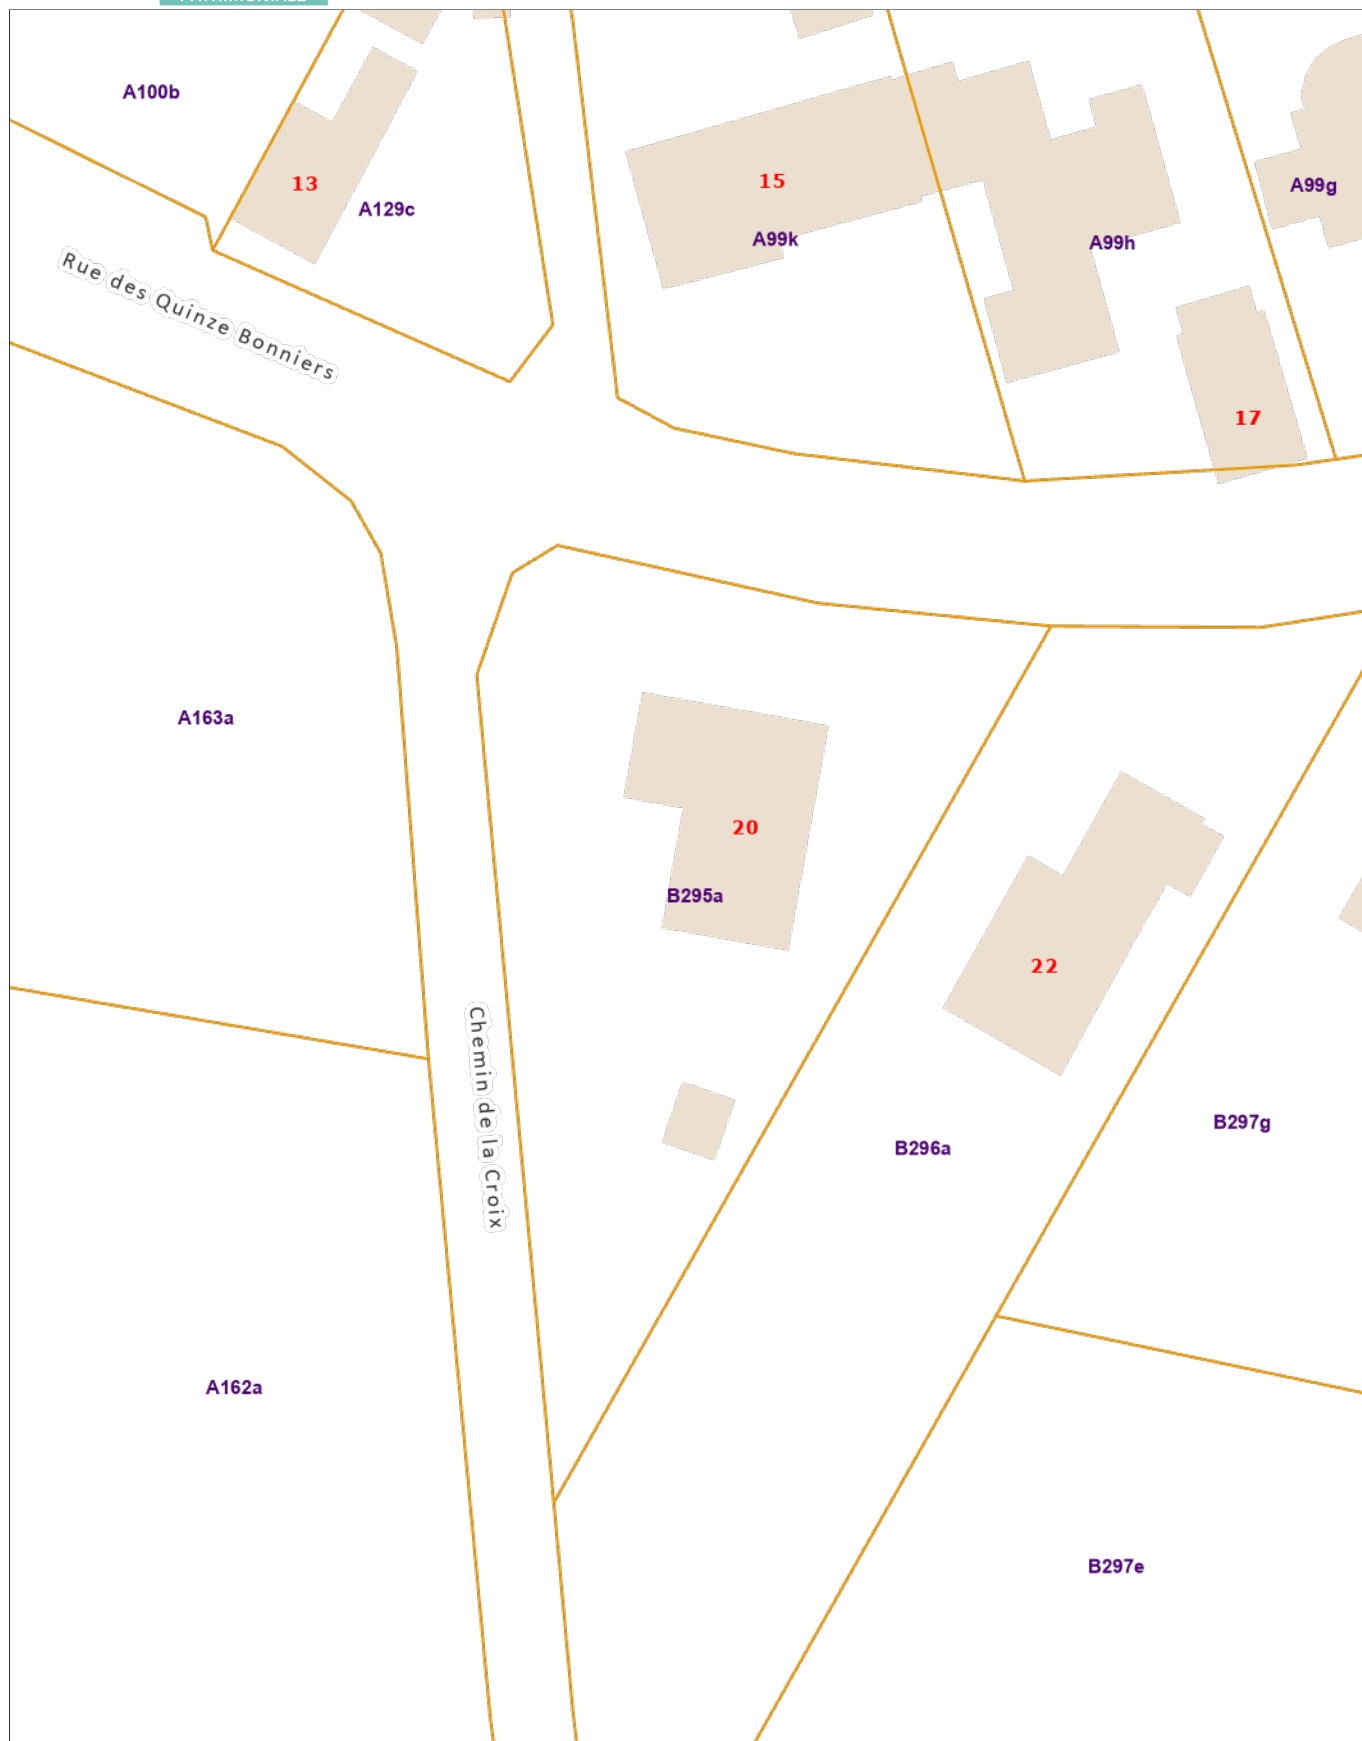 A100b
13
A129c
15
A99k
A99h
A99g
Rue des Quinze Bonniers
17
A163a
20
B295a
22
Chemin de la Croix
B296a
B297g
A162a
B297e